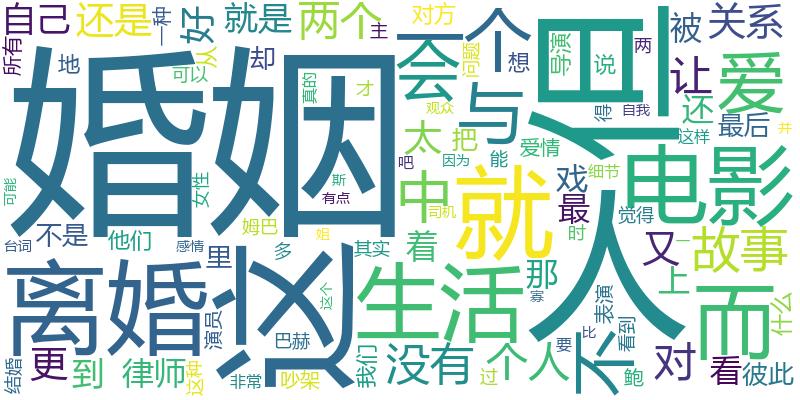 自己
还是
一种
好
就是
两个
主
对方
一个
会
问题
想
导演
但
说
两
被
关系
所有
地
可以
从
却
真的
才
观众
与
得
自我
让
还
爱
最后
并
这样
婚姻
太
把
吧
因为
能
爱情
细节
戏
电影
可能
女性
斯
有点
中
司机
就
人
最
觉得
时
又
一
故事
台词
不是
他们
感情
里
姆巴
多
姐
其实
着
那
寡
上
什么
离婚
这
这个
生活
表演
看到
而
结婚
更
到
律师
演员
这种
巴赫
非常
吵架
我们
没有
过
个人
要
比
不
鲍
对
看
彼此